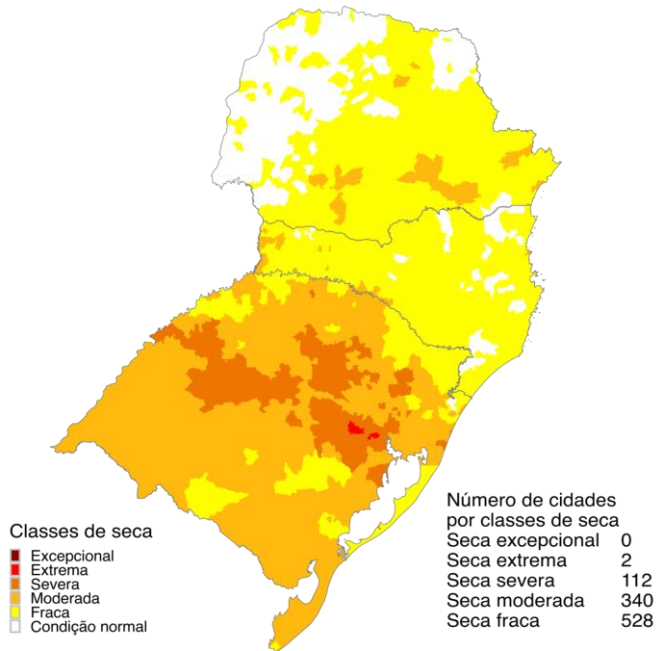 Classes de seca
Excepcional
Extrema
Severa
Moderada
Fraca
Condição normal
Número de cidades
por classes de seca
Seca excepcional 0
Seca extrema 2
Seca severa 112
Seca moderada 340
Seca fraca 528